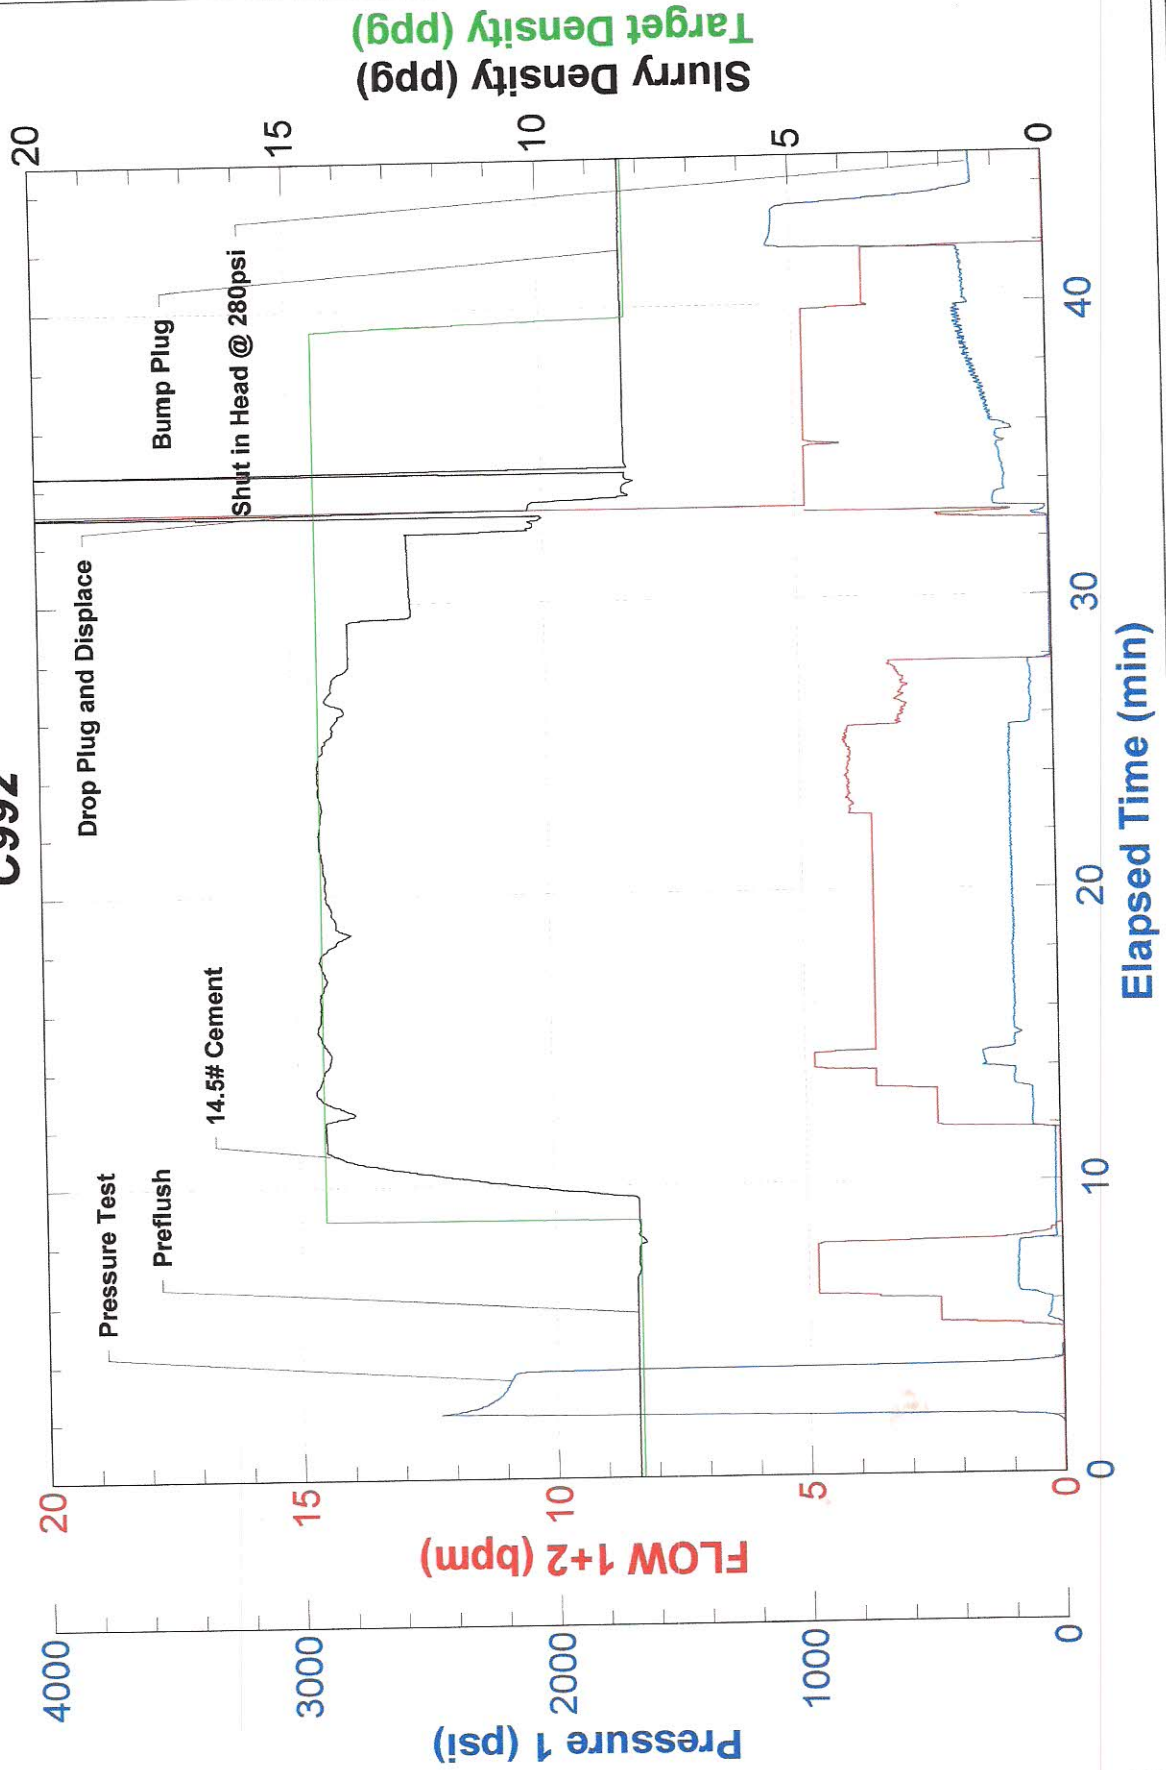 C992
Pressure Test
Preflush
14.5# Cement
Drop Plug and Displace
Bump Plug
Shut in Head @ 280psi
4000
3000
2000
1000
0
Pressure 1 (psi)
20
15
10
5
0
FLOW 1+2 (bpm)
20
15
10
5
0
Slurry Density (ppg)
Target Density (ppg)
0
10
20
30
40
Elapsed Time (min)